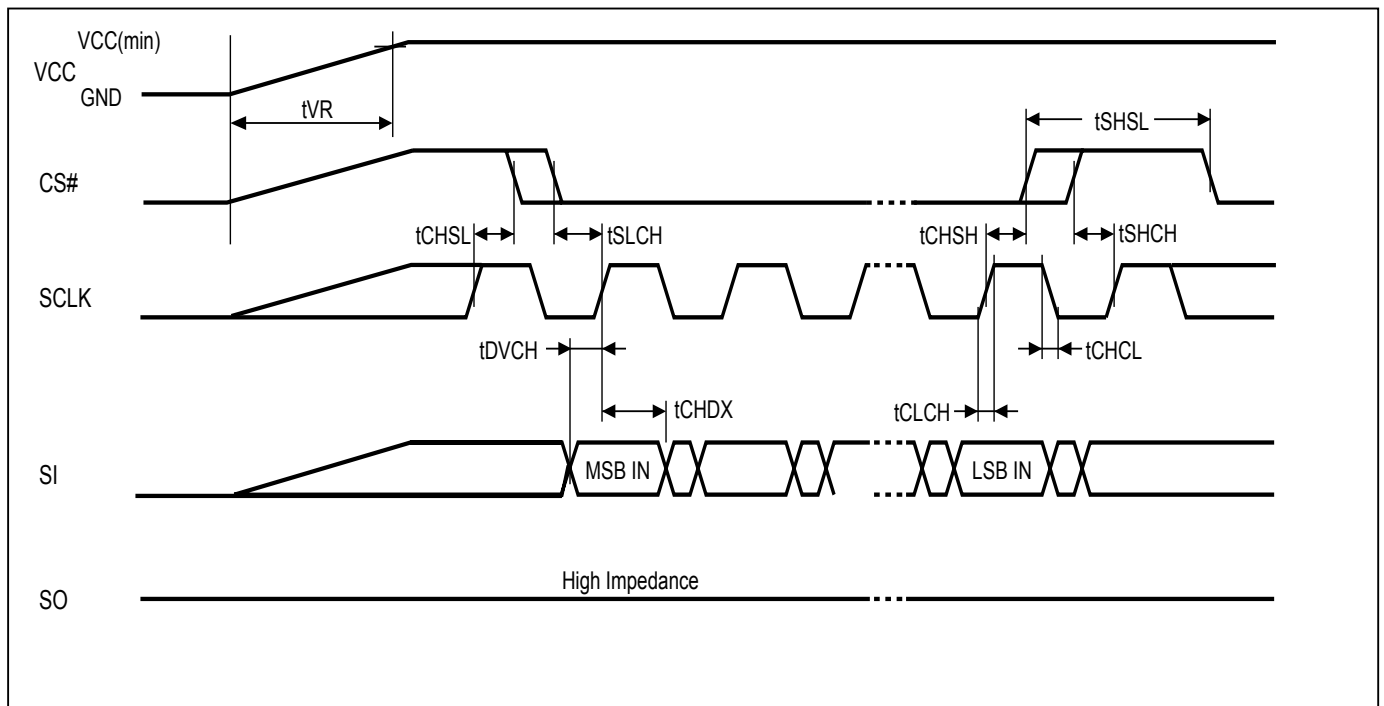 VCC(min)
VCC
GND
tVR
tSHSL
CS#
tCHSL
tSLCH
tCHSH
tSHCH
SCLK
tDVCH
tCHCL
tCHDX
tCLCH
SI
MSB IN
LSB IN
High Impedance
SO